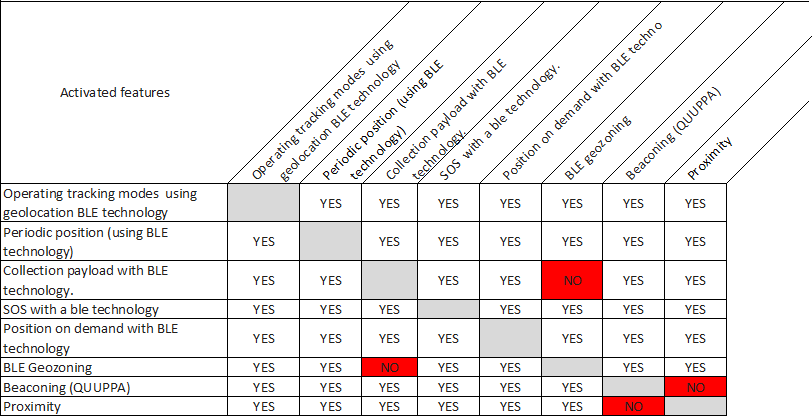 Activated features
Operating tracking modes using
geolocation BLE technology
Periodic position (using BLE
technology)
Collection payload with BLE
technology.
SOS with a ble technology.
Position on demand with BLE techno
BLE geozoning
Beaconing (QUUPPA)
Proximity
Operating tracking modes using
geolocation BLE technology
YES YES YES YES YES YES YES
Periodic position (using BLE
technology)
YES YES YES YES YES YES YES
Collection payload with BLE
technology.
YES YES YES YES NO YES YES
SOS with a ble technology
YES YES YES YES YES YES YES
Position on demand with BLE
technology
YES YES YES YES YES YES YES
BLE Geozoning
YES YES NO YES YES YES YES
Beaconing (QUUPPA)
YES YES YES YES YES YES NO
Proximity
YES YES YES YES YES YES NO